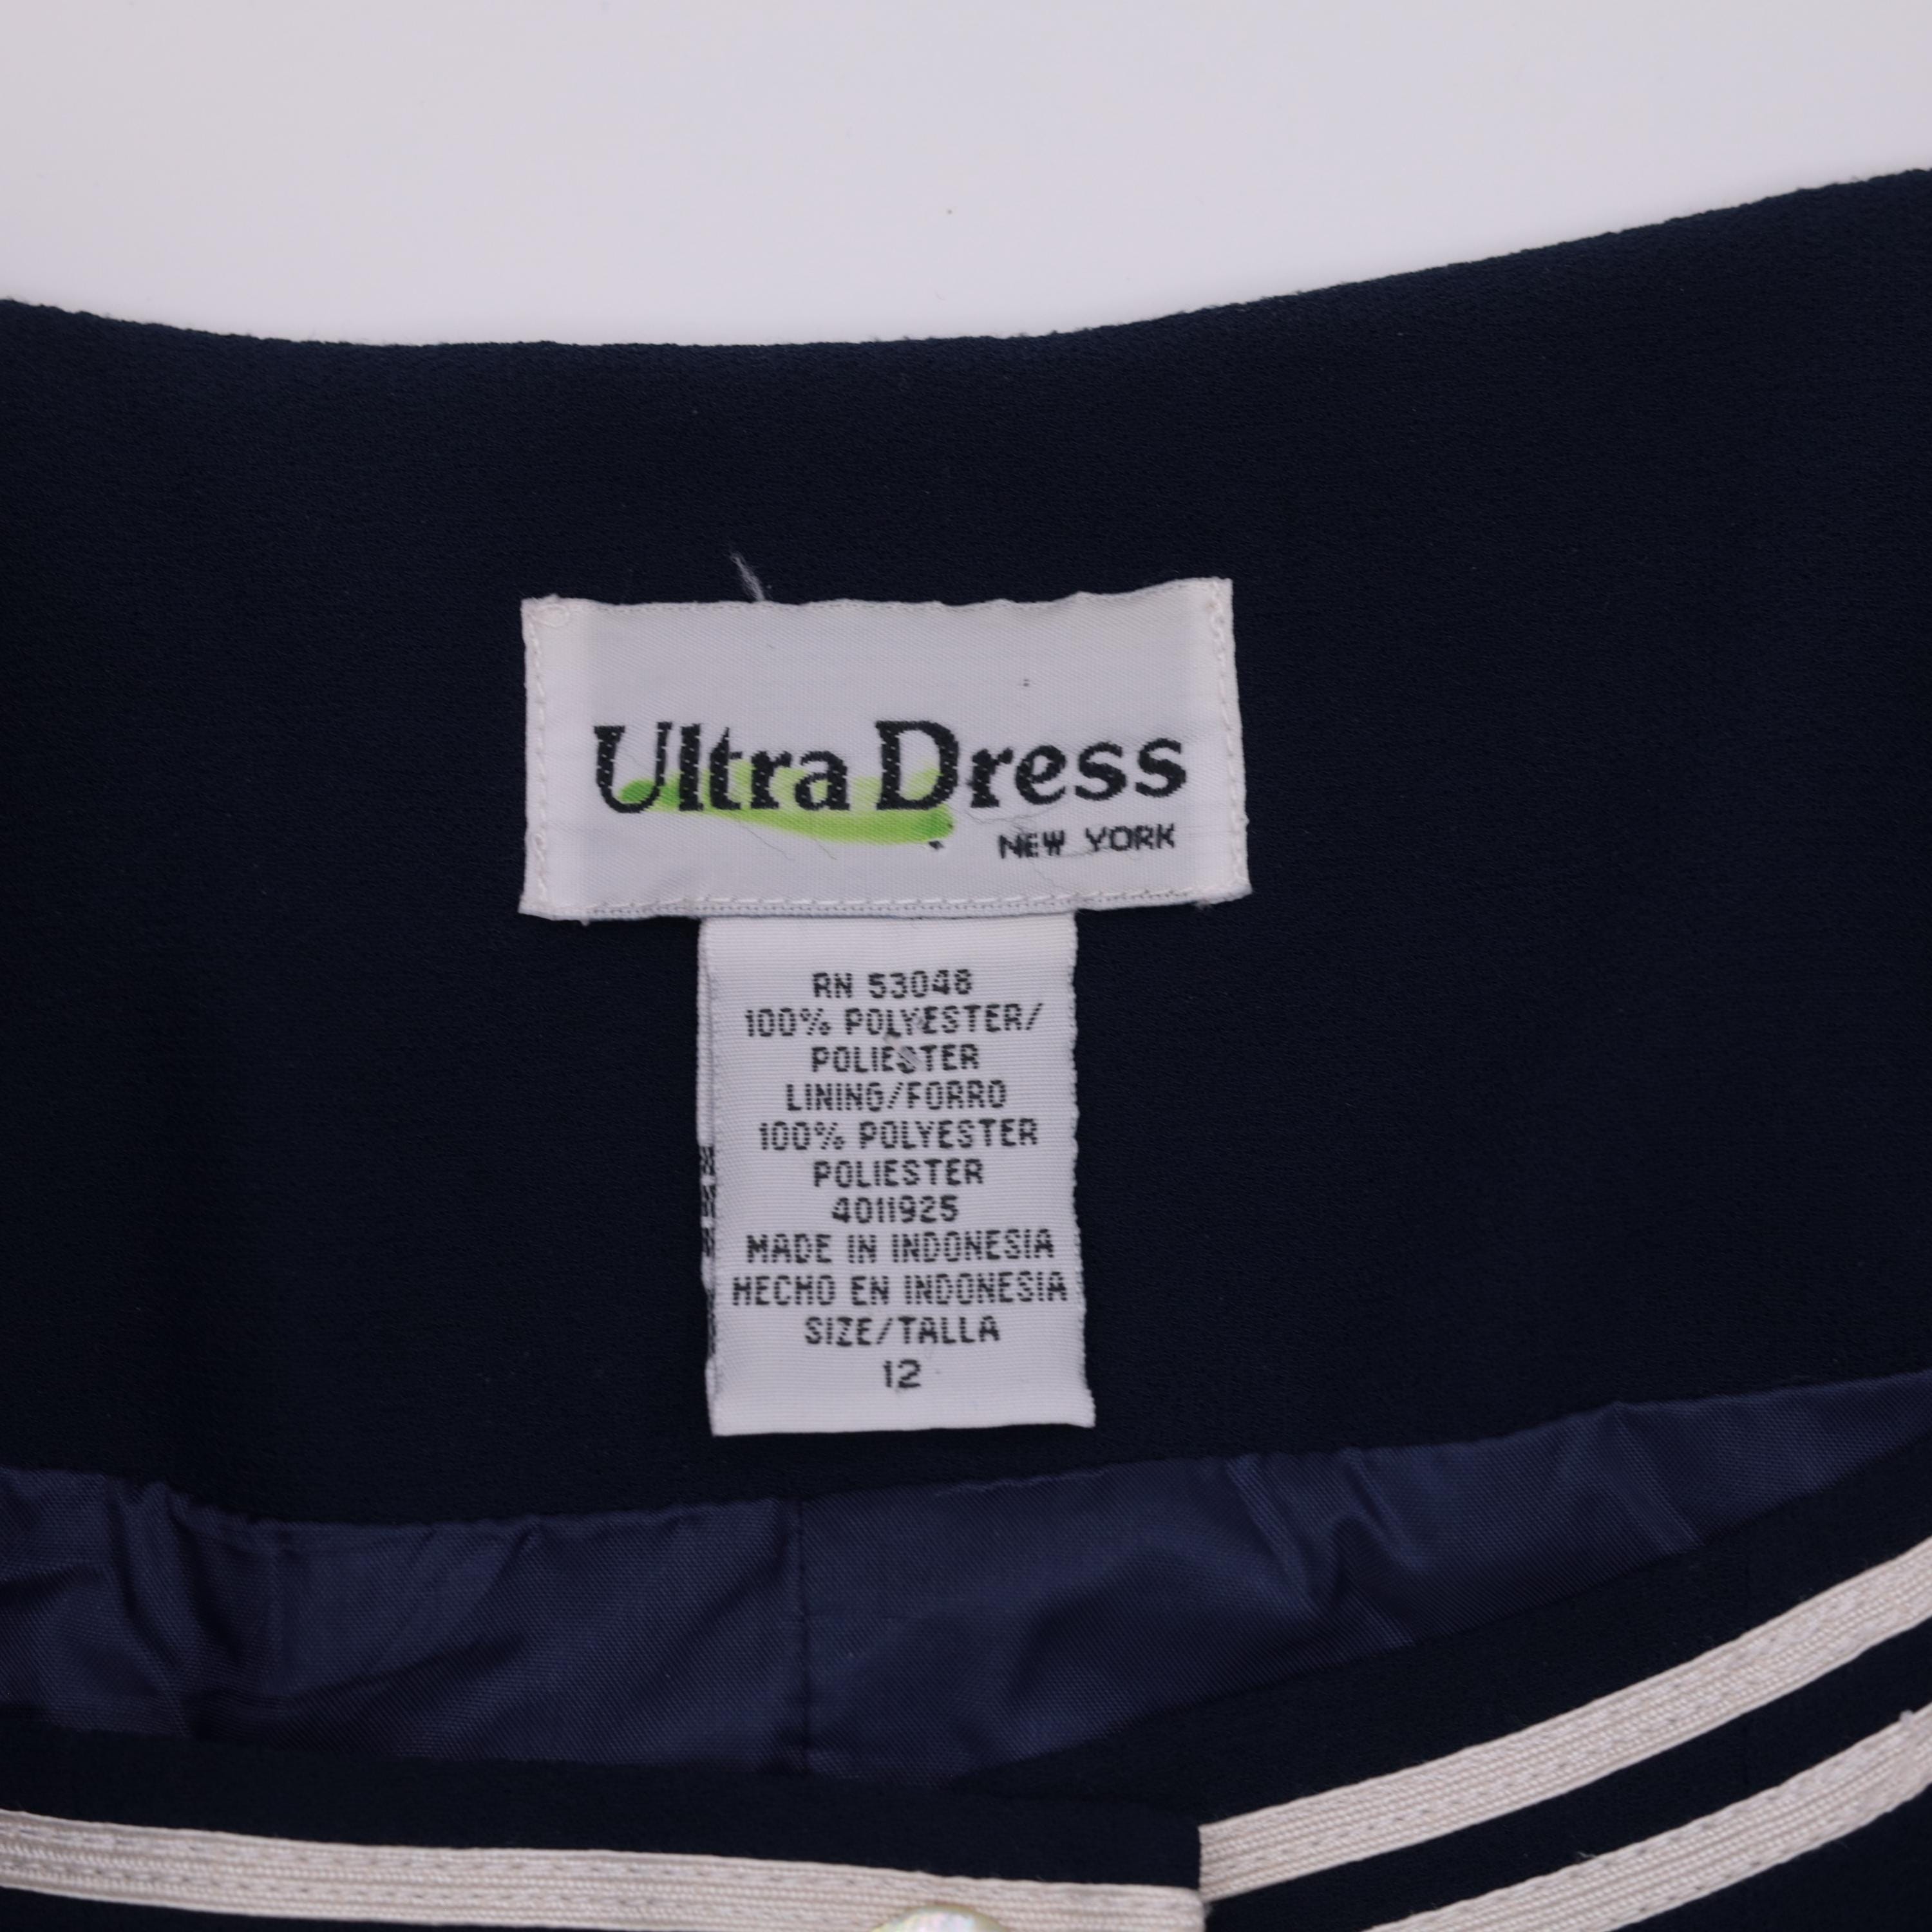 Ultra Dress
NEW YORK
RN 53048
100% POLYESTER/
POLIESTER
LINING/FORRO
100% POLYESTER
POLIESTER
4011925
MADE IN INDONESIA
HECHO EN INDONESIA
SIZE/TALLA
12